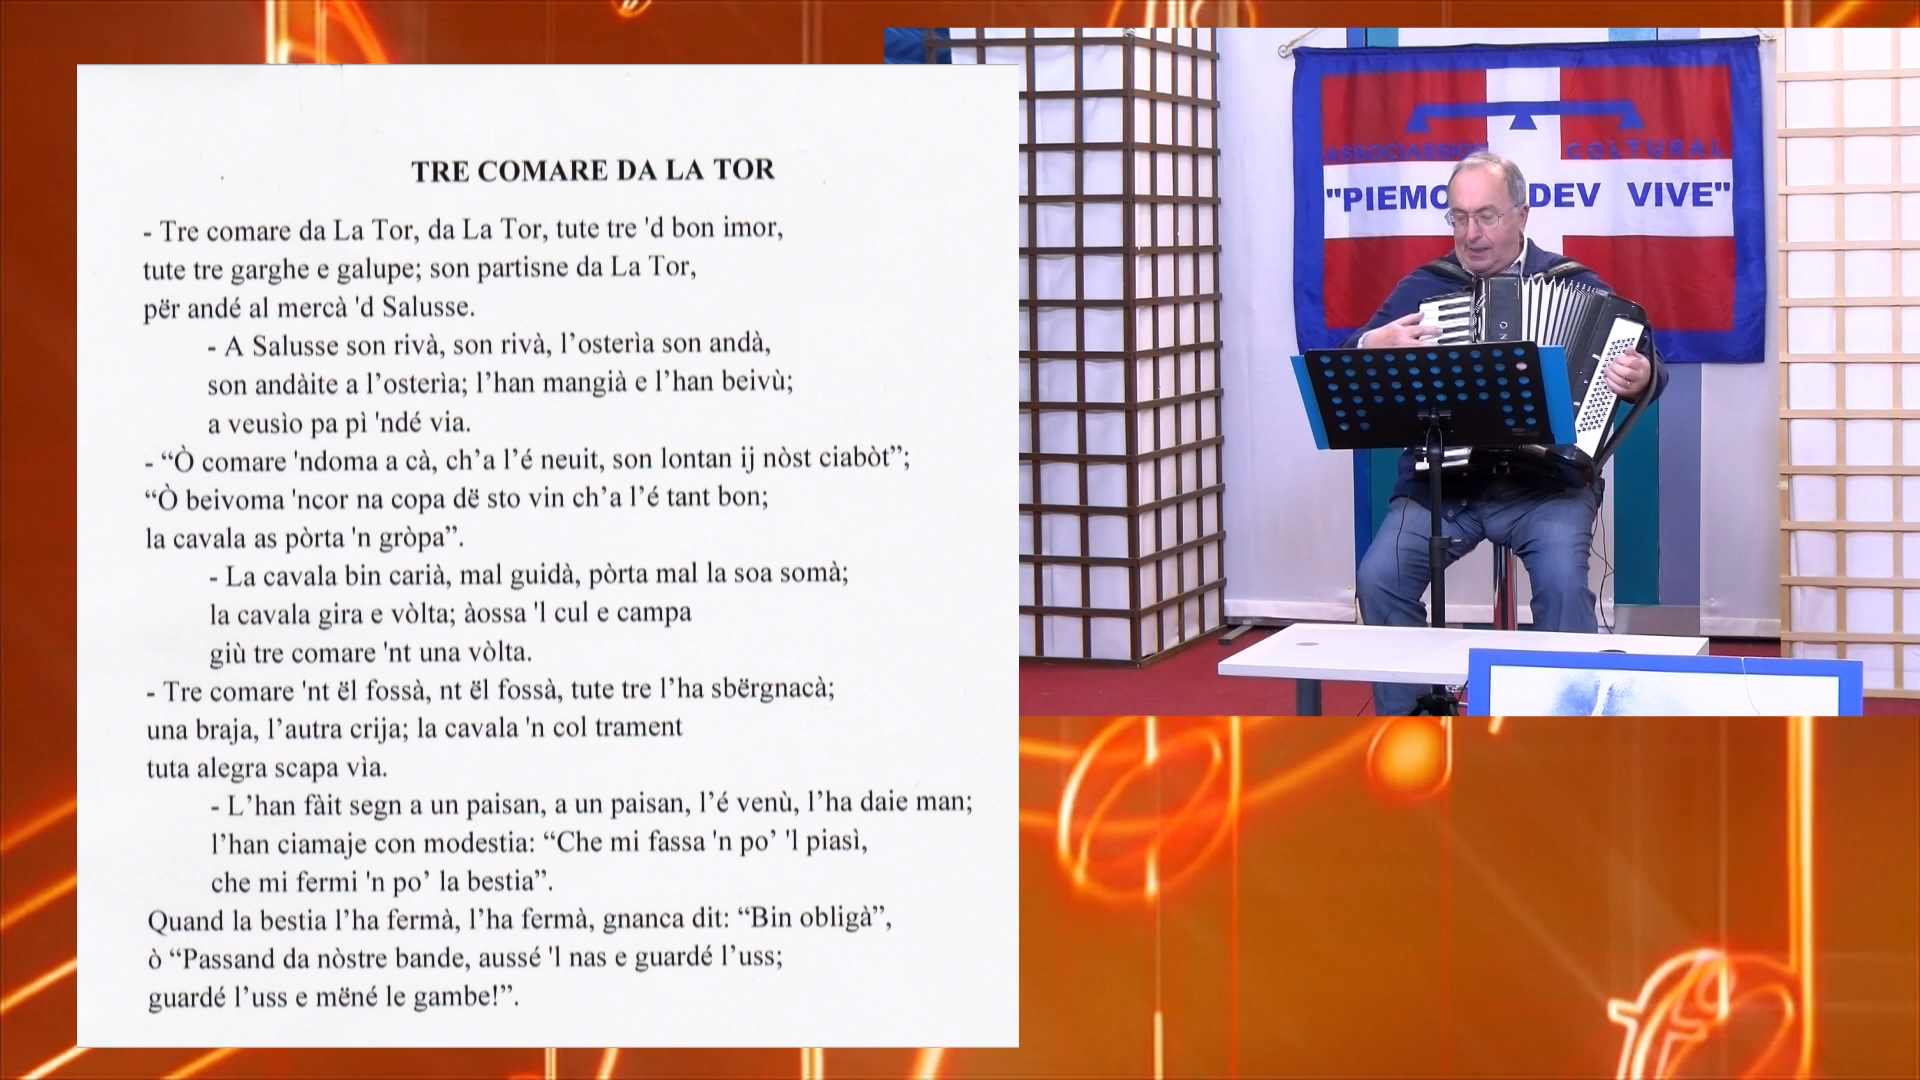 TRE COMARE DA LA TOR
- Tre comare da La Tor, da La Tor, tute tre 'd bon imor,
tute tre garghe e galupe; son partisne da La Tor,
për andé al mercà 'd Salusse.
- A Salusse son rivà, son rivà, l’osterìa son andà,
son andàite a l’osterìa; l’han mangià e l’han beivù;
a veusìo pa pì 'ndé via.
- “Ò comare 'ndoma a cà, ch’a l’é neuit, son lontan ij nòst ciabòt”;
“Ò beivoma 'ncor na copa dë sto vin ch’a l’é tant bon;
la cavala as pòrta 'n gròpa”.
- La cavala bin carià, mal guidà, pòrta mal la soa somà;
la cavala gira e vòlta; àossa 'l cul e campa
giù tre comare 'nt una vòlta.
- Tre comare 'nt ël fossà, nt ël fossà, tute tre l’ha sbërgnacà;
una braja, l’autra crija; la cavala 'n col trament
tuta alegra scapa vìa.
- L’han fàit segn a un paisan, a un paisan, l’é venù, l’ha daie man;
l’han ciamaje con modestia: “Che mi fassa 'n po’ 'l piasì,
che mi fermi 'n po’ la bestia”.
Quand la bestia l’ha fermà, l’ha fermà, gnanca dit: “Bin obligà”,
ò “Passand da nòstre bande, aussé 'l nas e guardé l’uss;
guardé l’uss e mëné le gambe!”.
ASSOCIASSION COLTURAL
"PIEMO DEV VIVE"